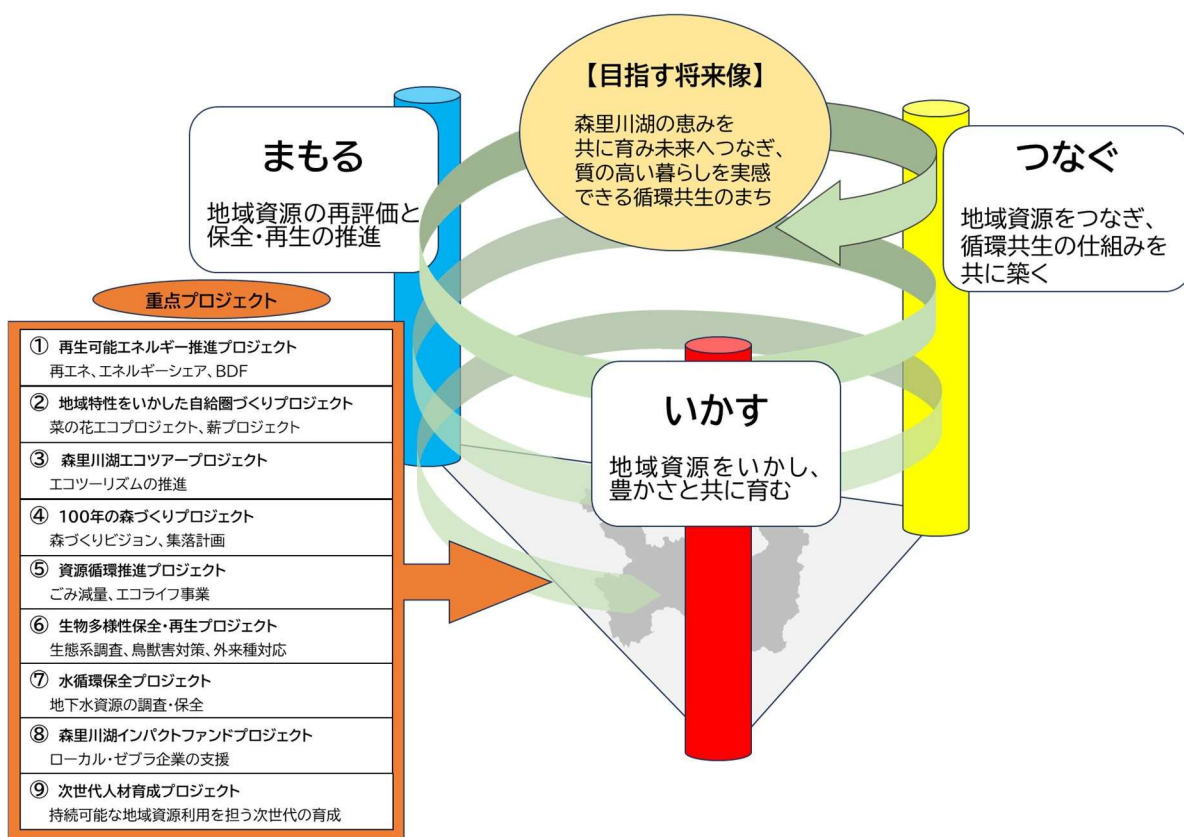 【目指す将来像】
森里川湖の恵みを
共に育み未来へつなぎ、
質の高い暮らしを実感
できる循環共生のまち
まもる
地域資源の再評価と
保全・再生の推進
つなぐ
地域資源をつなぎ、
循環共生の仕組みを
共に築く
いかす
地域資源をいかし、
豊かさと共に育む
重点プロジェクト
① 再生可能エネルギー推進プロジェクト
再エネ、エネルギーシェア、BDF
② 地域特性をいかした自給圏づくりプロジェクト
菜の花エコプロジェクト、薪プロジェクト
③ 森里川湖エコツアープロジェクト
エコツーリズムの推進
④ 100年の森づくりプロジェクト
森づくりビジョン、集落計画
⑤ 資源循環推進プロジェクト
ごみ減量、エコライフ事業
⑥ 生物多様性保全・再生プロジェクト
生態系調査、鳥獣害対策、外来種対応
⑦ 水循環保全プロジェクト
地下水資源の調査・保全
⑧ 森里川湖インパクトファンドプロジェクト
ローカル・ゼブラ企業の支援
⑨ 次世代人材育成プロジェクト
持続可能な地域資源利用を担う次世代の育成